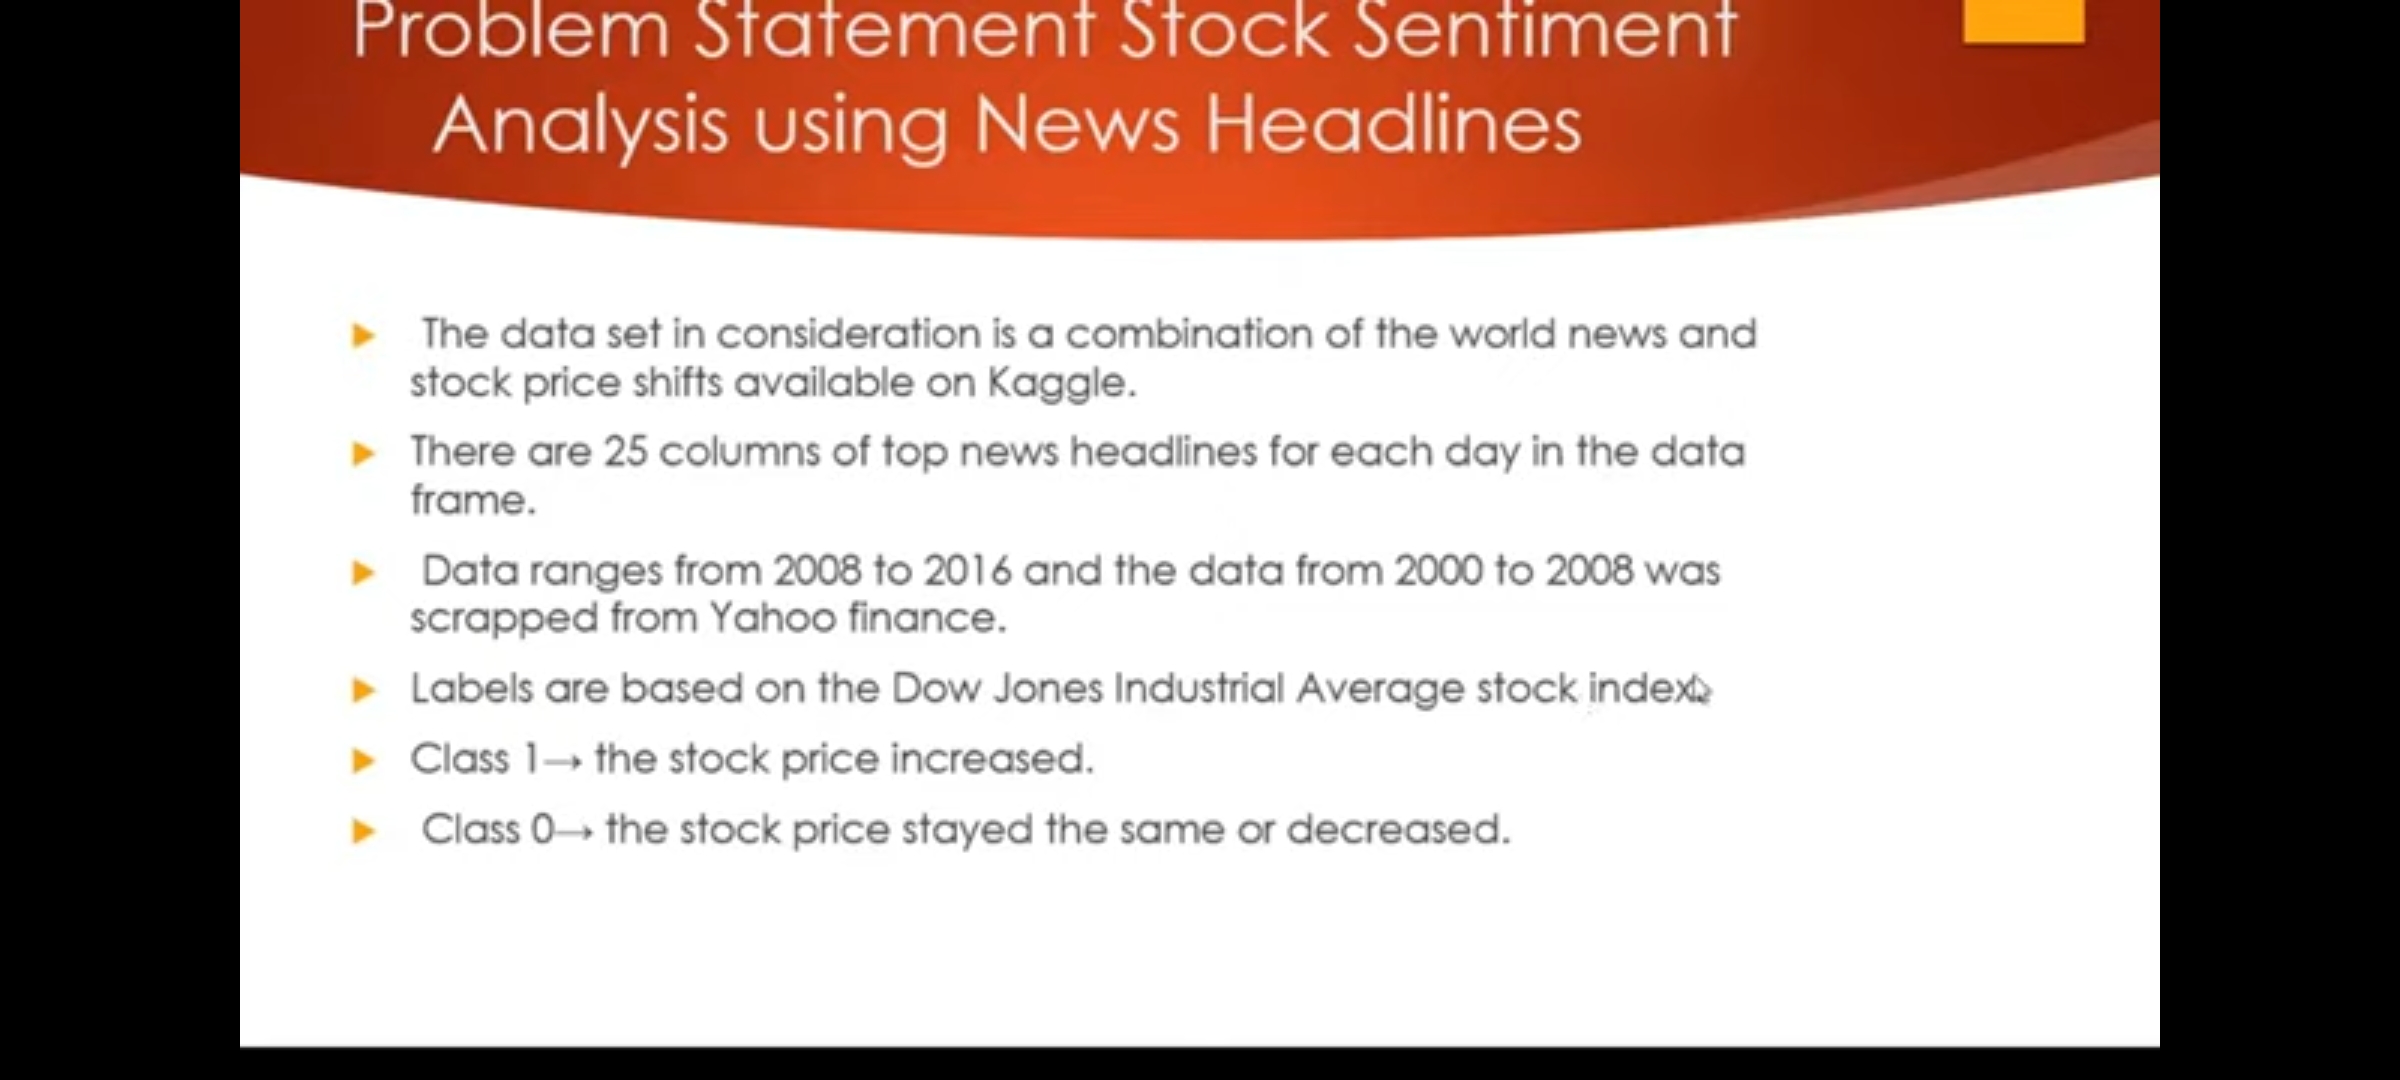 Problem Statement Stock Sentiment
Analysis using News Headlines
The data set in consideration is a combination of the world news and
stock price shifts available on Kaggle.
There are 25 columns of top news headlines for each day in the data
frame.
Data ranges from 2008 to 2016 and the data from 2000 to 2008 was
scrapped from Yahoo finance.
Labels are based on the Dow Jones Industrial Average stock index.
Class 1→ the stock price increased.
Class 0→ the stock price stayed the same or decreased.